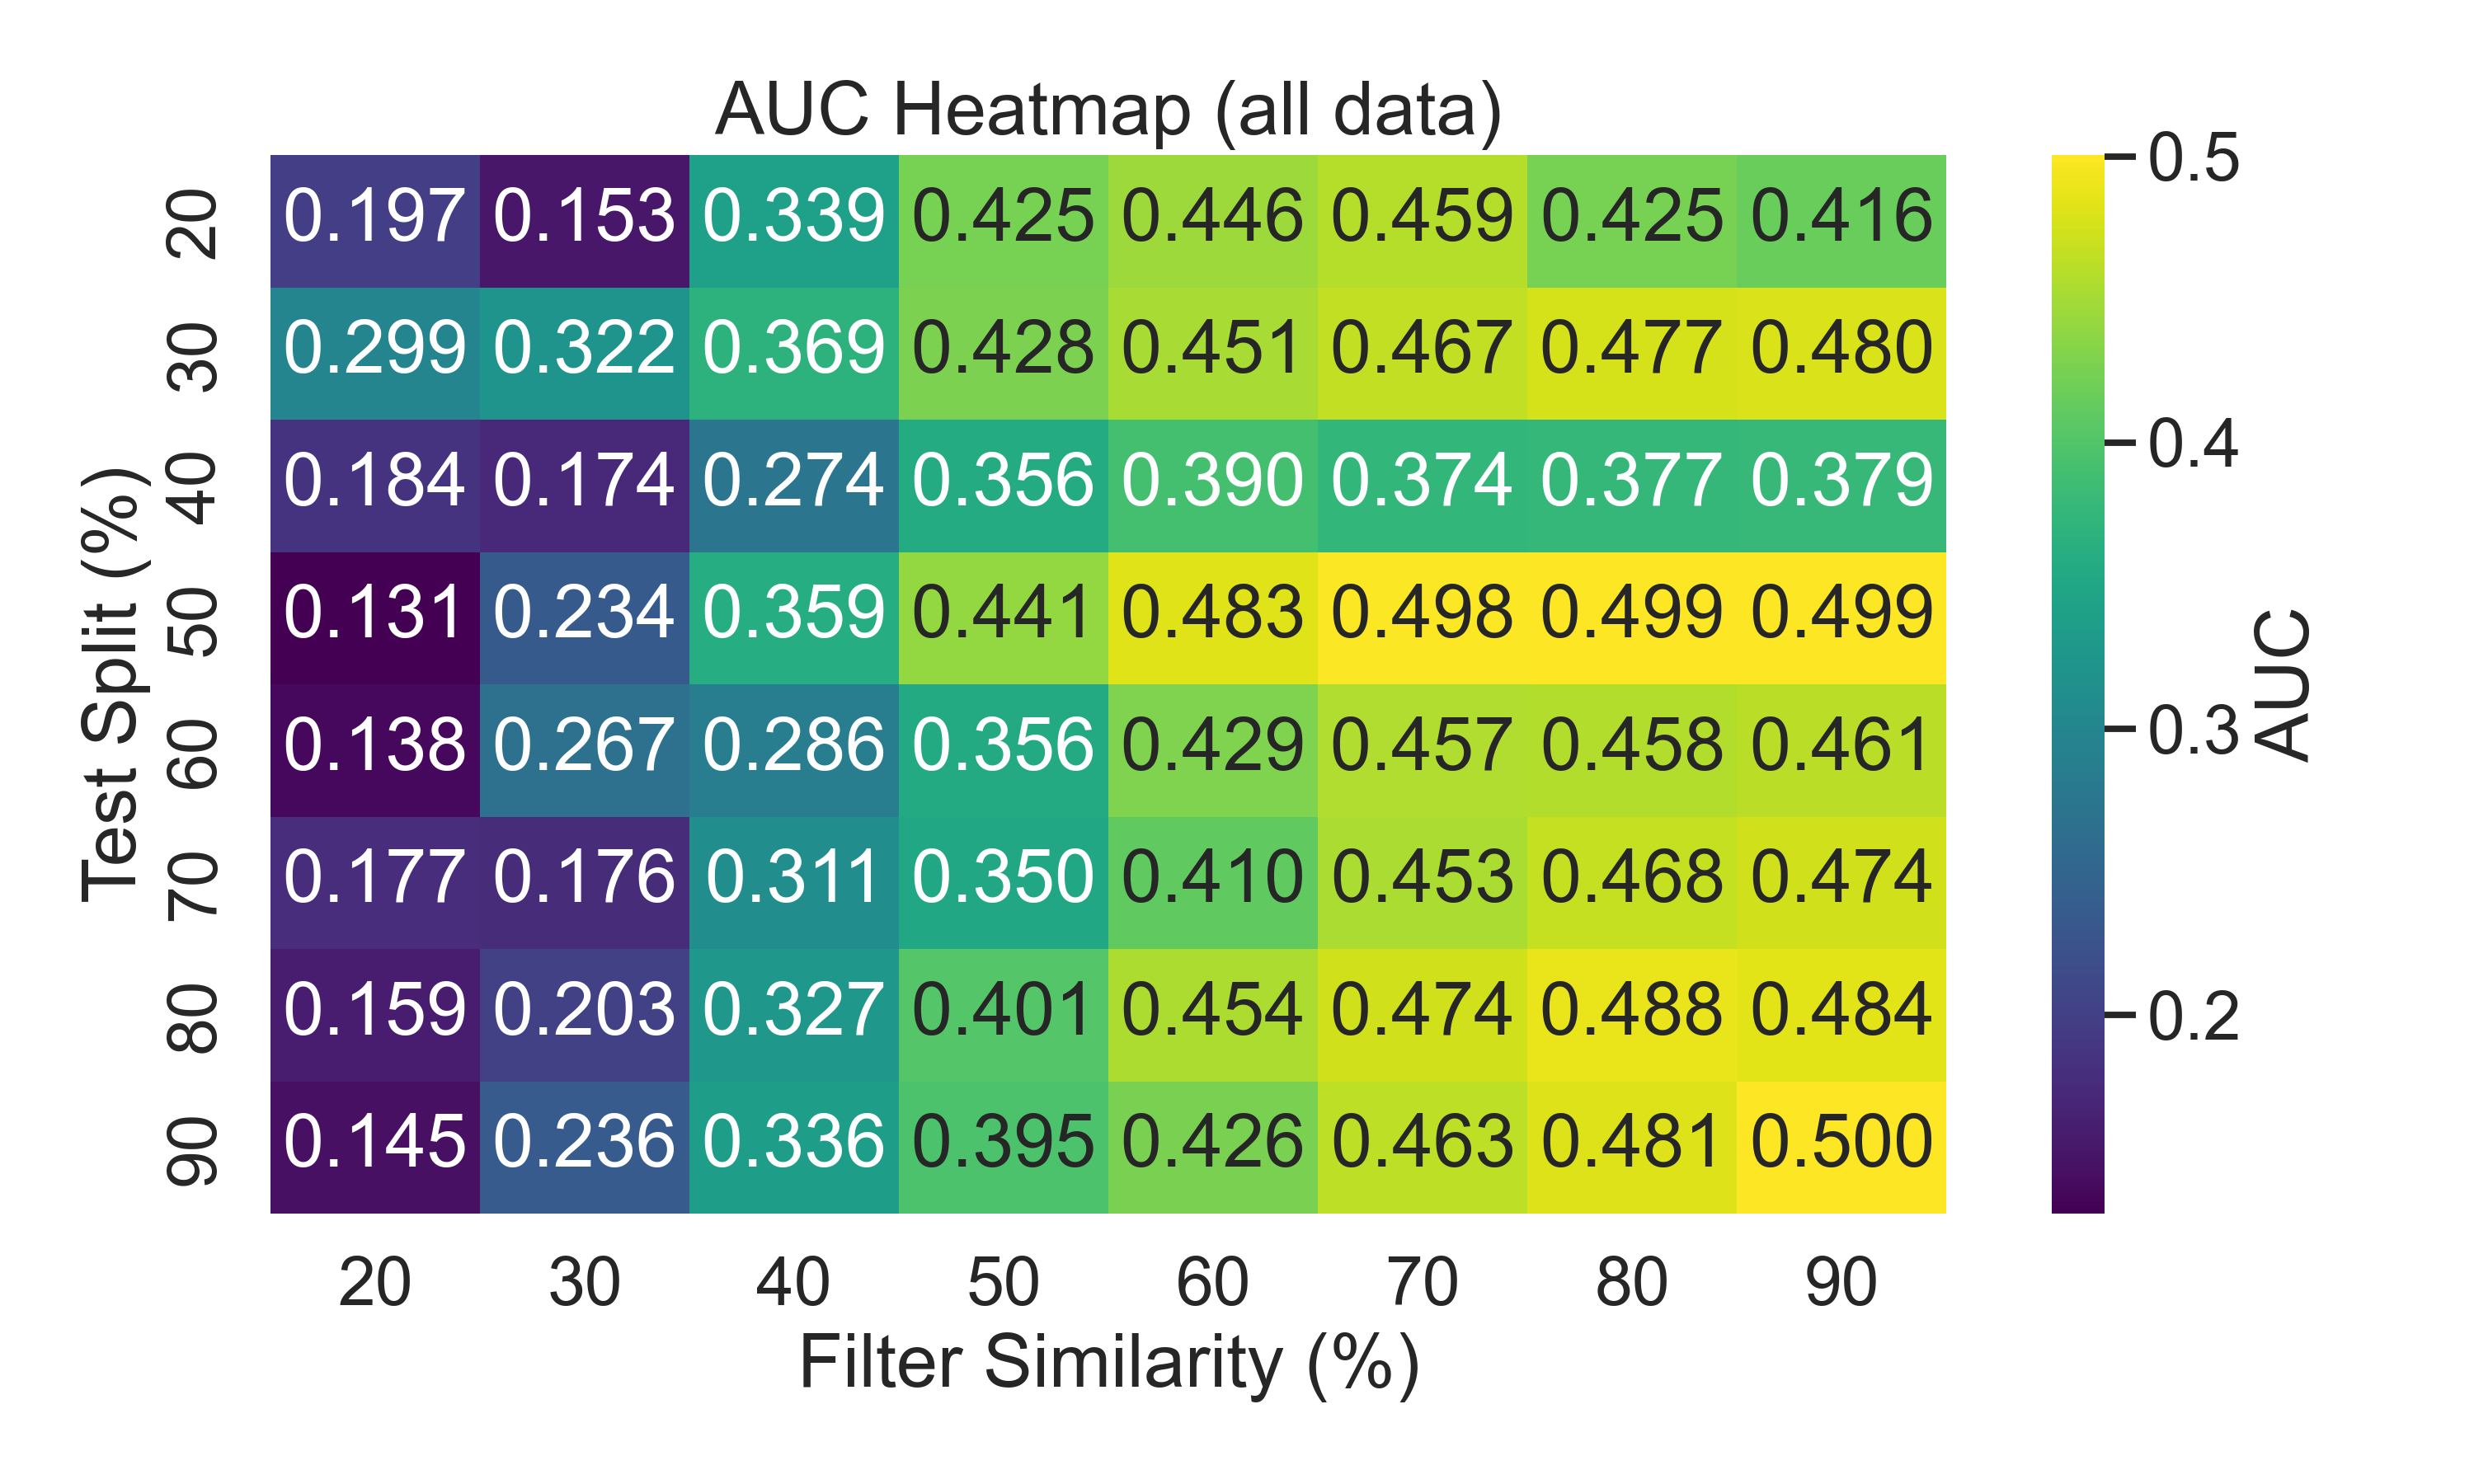 AUC Heatmap (all data)
20 0.197 0.153 0.339 0.425 0.446 0.459 0.425 0.416
30 0.299 0.322 0.369 0.428 0.451 0.467 0.477 0.480
40 0.184 0.174 0.274 0.356 0.390 0.374 0.377 0.379
50 0.131 0.234 0.359 0.441 0.483 0.498 0.499 0.499
60 0.138 0.267 0.286 0.356 0.429 0.457 0.458 0.461
70 0.177 0.176 0.311 0.350 0.410 0.453 0.468 0.474
80 0.159 0.203 0.327 0.401 0.454 0.474 0.488 0.484
90 0.145 0.236 0.336 0.395 0.426 0.463 0.481 0.500
20 30 40 50 60 70 80 90
Filter Similarity (%)
Test Split (%)
0.5
0.4
0.3
0.2
AUC